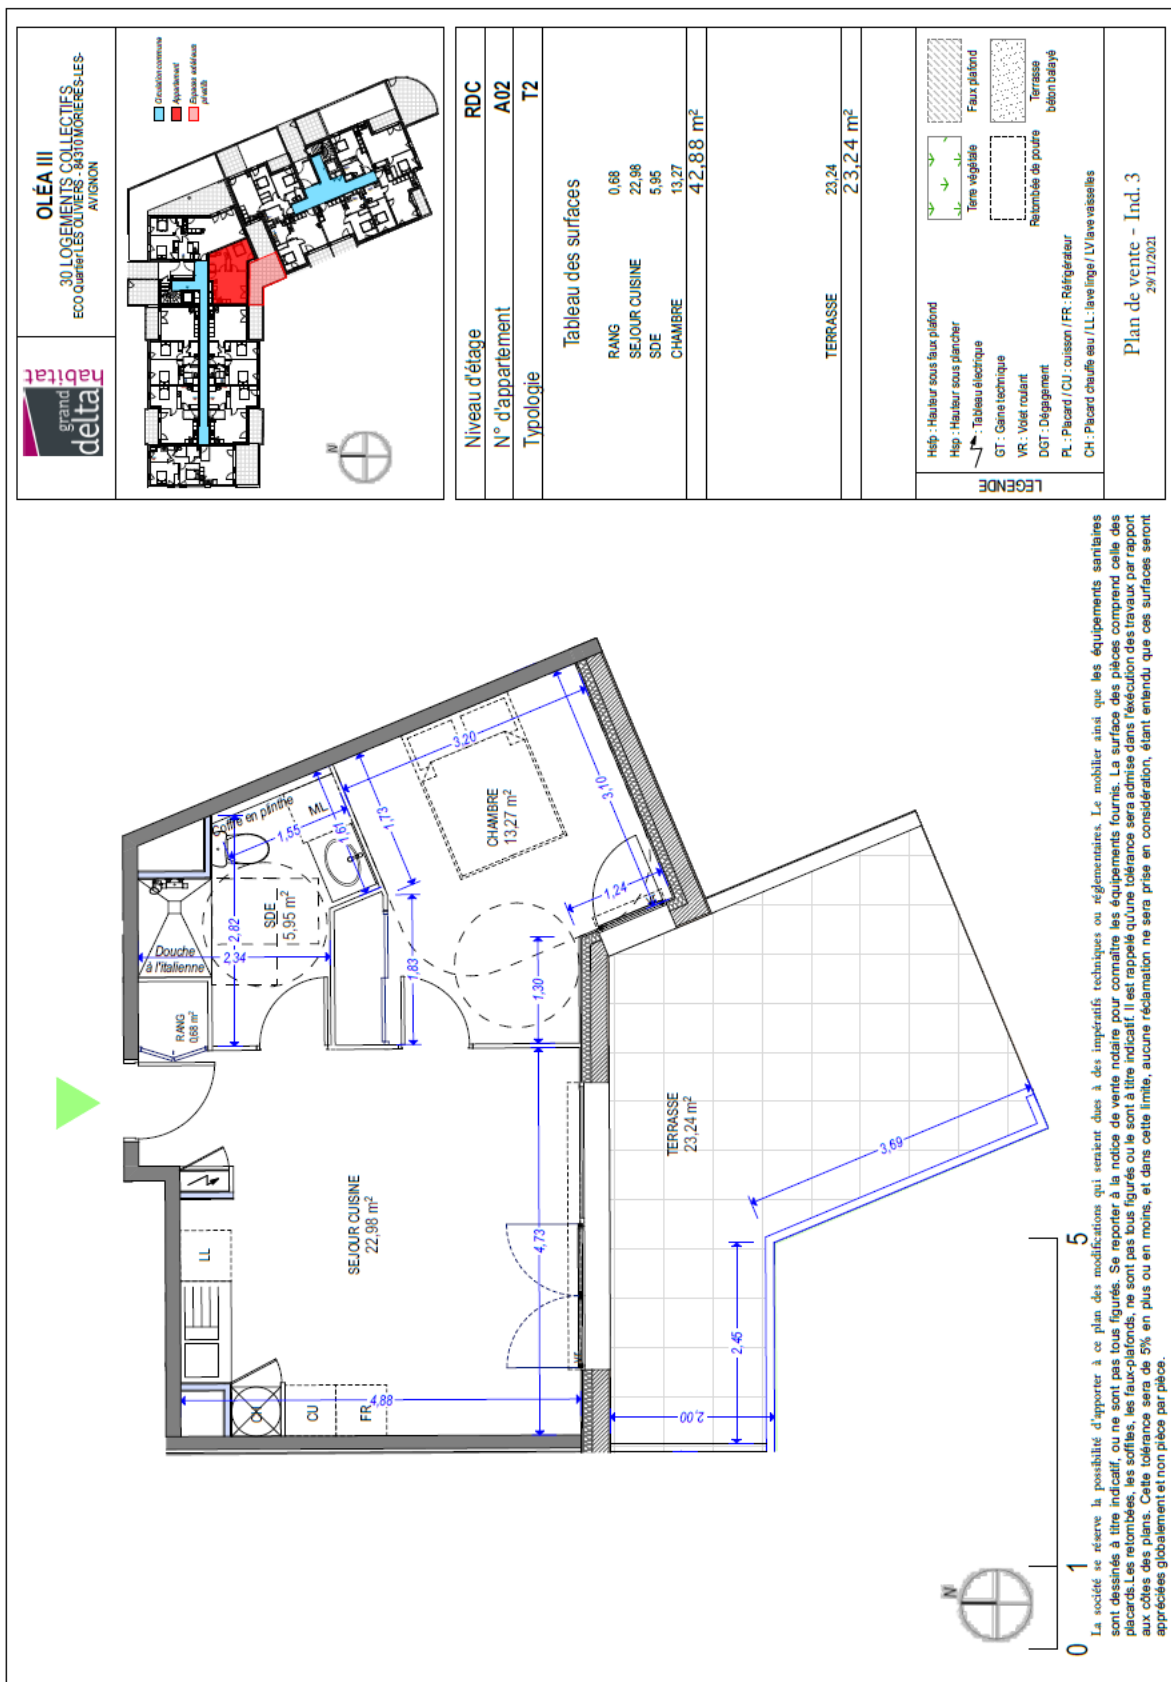 grand
delta
habitat
OLÉA III
30 LOGEMENTS COLLECTIFS
ECO Quartier LES OLIVIERS - 84310 MORIERES-LES-
AVIGNON
Circulation commune
Appartement
Espaces extérieurs
privatifs
N
Niveau d'étage RDC
N° d'appartement A02
Typologie T2
Tableau des surfaces
RANG 0,68
SEJOUR CUISINE 22,98
SDE 5,95
CHAMBRE 13,27
42,88 m²
TERRASSE 23,24
23,24 m²
LEGENDE
Hsfp : Hauteur sous faux plafond
Hsp : Hauteur sous plancher
: Tableau électrique
GT : Gaine technique
VR : Volet roulant
DGT : Dégagement
PL : Placard / CU : cuisson / FR : Réfrigérateur
CH : Placard chauffe eau / LL : lave linge / LV lave vaisselles
Terre végétale
Faux plafond
Retombée de poutre
Terrasse
béton balayé
Plan de vente - Ind. 3
29/11/2021
Douche
à l'italienne
RANG
0,68 m²
SDE
5,95 m²
Coffre en plinthe
ML
2,82
2,34
1,55
1,61
1,73
1,83
3,20
3,10
1,24
1,30
CHAMBRE
13,27 m²
LL
CH
CU
FR
SEJOUR CUISINE
22,98 m²
4,88
4,73
VR
TERRASSE
23,24 m²
3,69
2,45
2,00
N
0 1 5
La société se réserve la possibilité d'apporter à ce plan des modifications qui seraient dues à des impératifs techniques ou réglementaires. Le mobilier ainsi que les équipements sanitaires
sont dessinés à titre indicatif, ou ne sont pas tous figurés. Se reporter à la notice de vente notaire pour connaître les équipements fournis. La surface des pièces comprend celle des
placards.Les retombées, les soffites, les faux-plafonds, ne sont pas tous figurés ou le sont à titre indicatif. Il est rappelé qu'une tolérance sera admise dans l'éxécution des travaux par rapport
aux côtes des plans. Cette tolérance sera de 5% en plus ou en moins, et dans cette limite, aucune réclamation ne sera prise en considération, étant entendu que ces surfaces seront
appréciées globalement et non pièce par pièce.